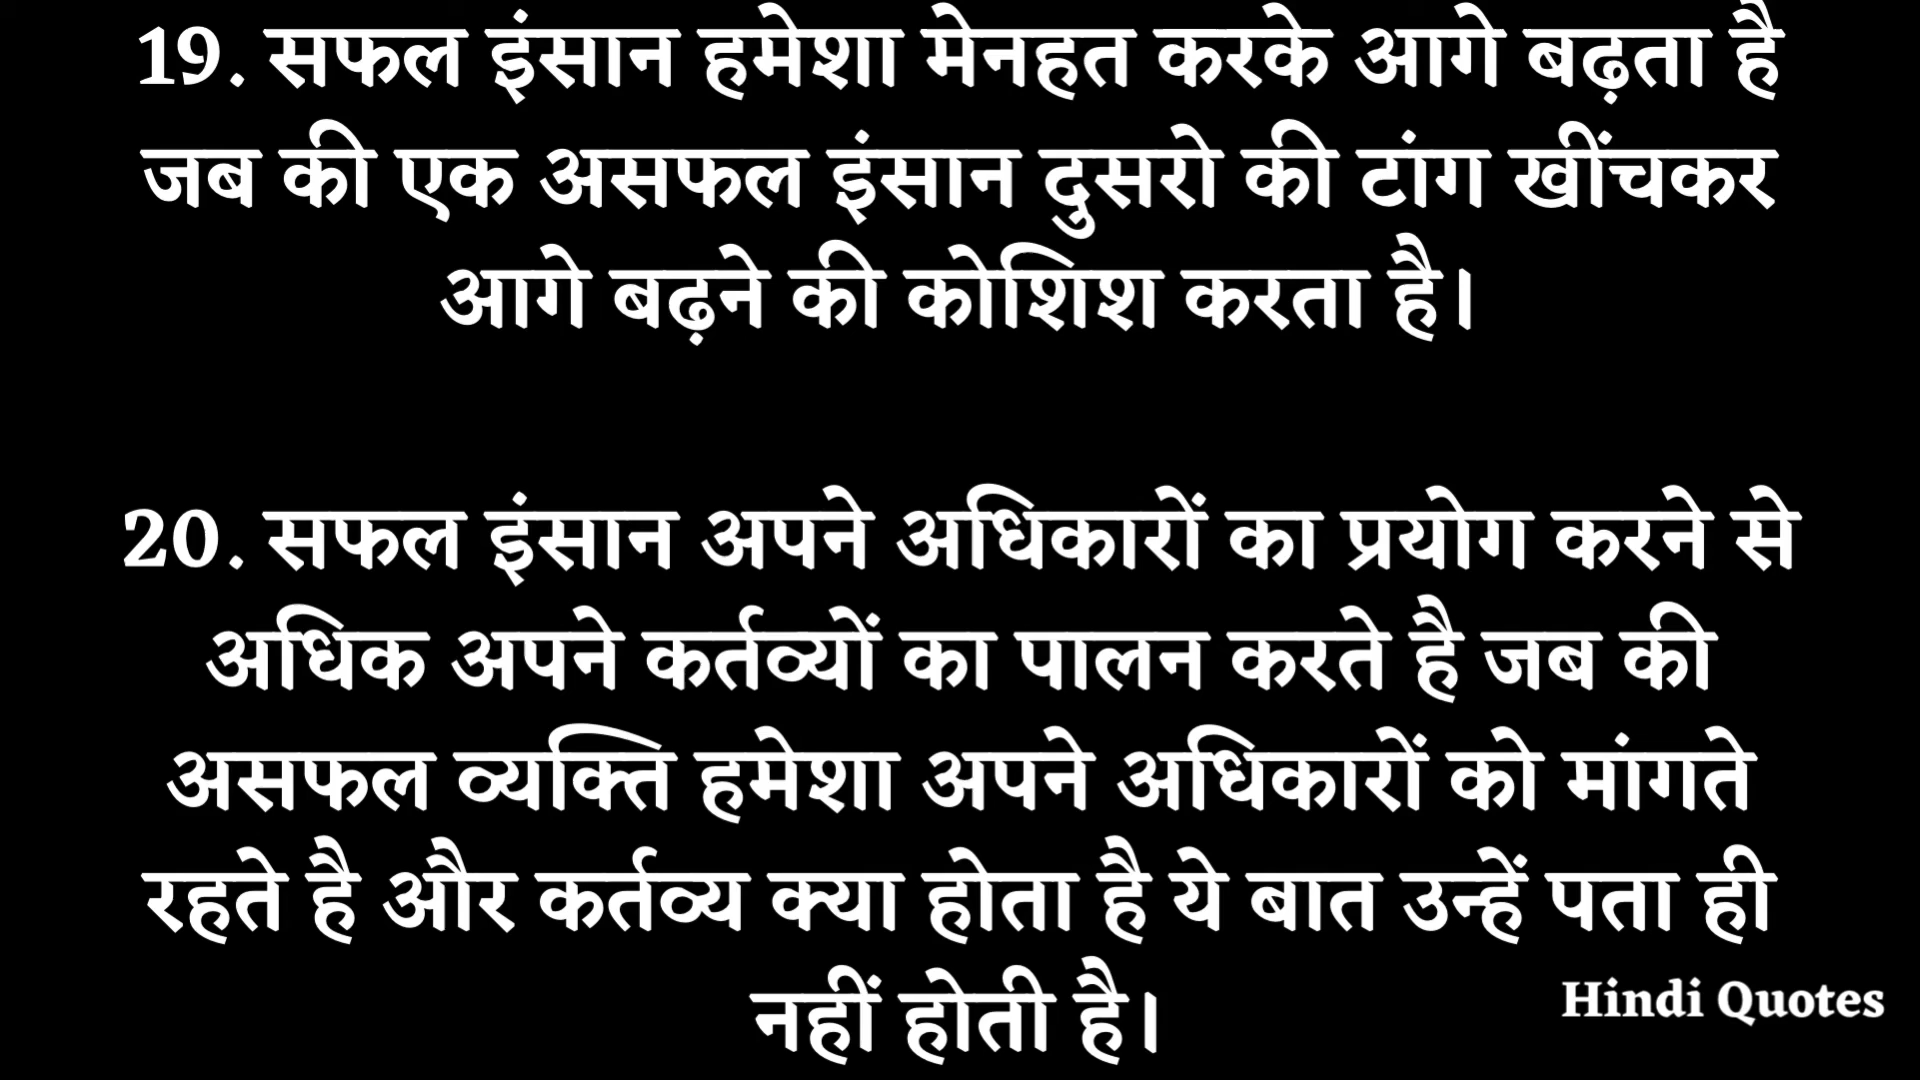 19. सफल इंसान हमेशा मेनहत करके आगे बढ़ता है
जब की एक असफल इंसान दुसरो की टांग खींचकर
आगे बढ़ने की कोशिश करता है।
20. सफल इंसान अपने अधिकारों का प्रयोग करने से
अधिक अपने कर्तव्यों का पालन करते है जब की
असफल व्यक्ति हमेशा अपने अधिकारों को मांगते
रहते है और कर्तव्य क्या होता है ये बात उन्हें पता ही
नहीं होती है।
Hindi Quotes